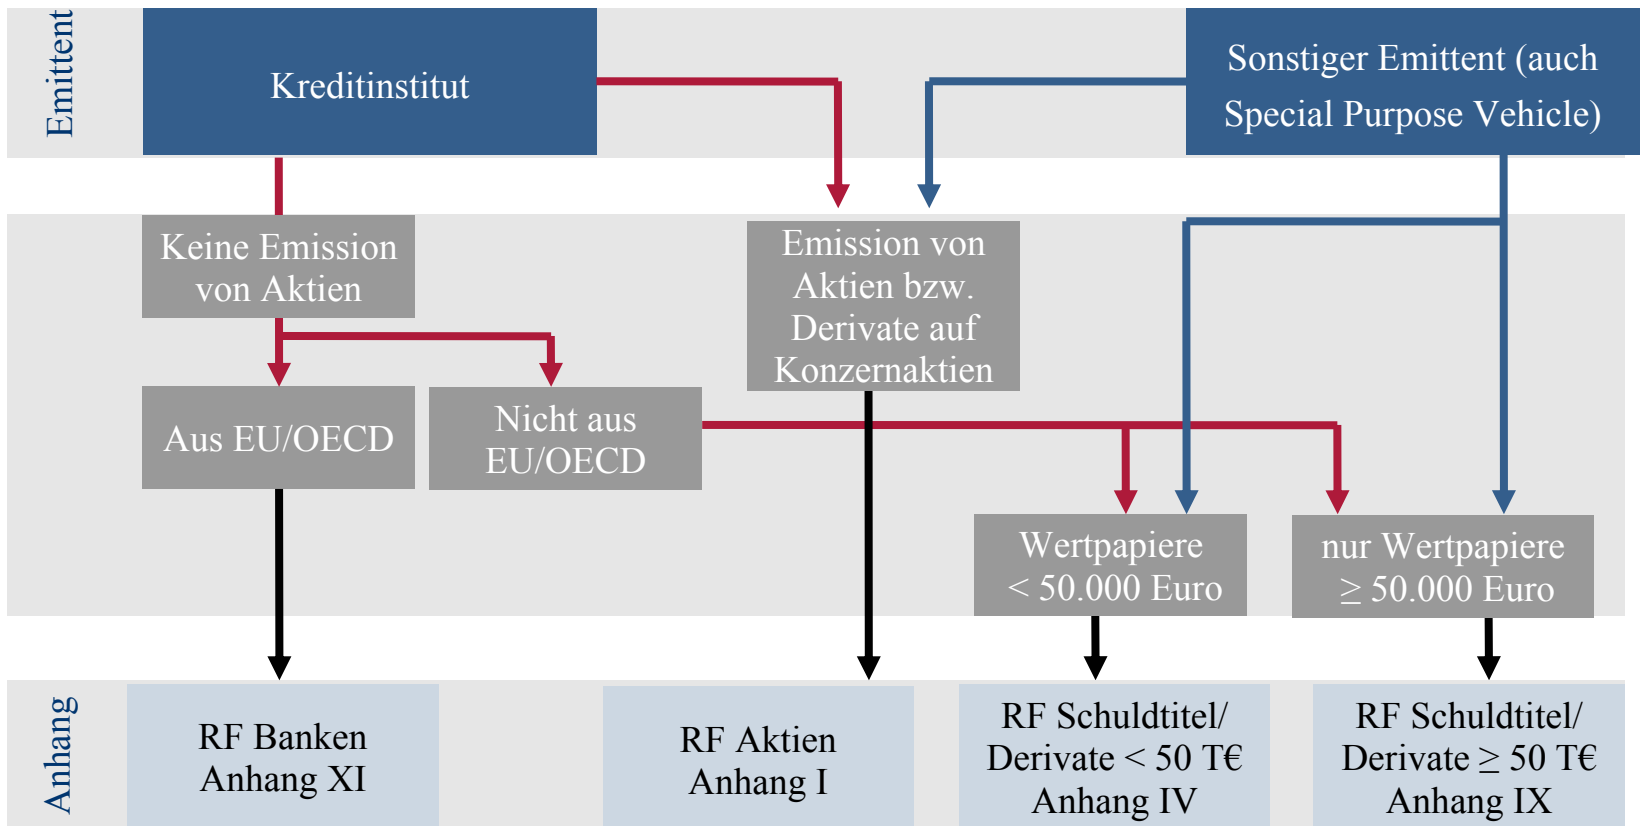 Emittent
Kreditinstitut
Sonstiger Emittent (auch
Special Purpose Vehicle)
Keine Emission
von Aktien
Emission von
Aktien bzw.
Derivate auf
Konzernaktien
Aus EU/OECD
Nicht aus
EU/OECD
Wertpapiere
< 50.000 Euro
nur Wertpapiere
≥ 50.000 Euro
Anhang
RF Banken
Anhang XI
RF Aktien
Anhang I
RF Schuldtitel/
Derivate < 50 T€
Anhang IV
RF Schuldtitel/
Derivate ≥ 50 T€
Anhang IX